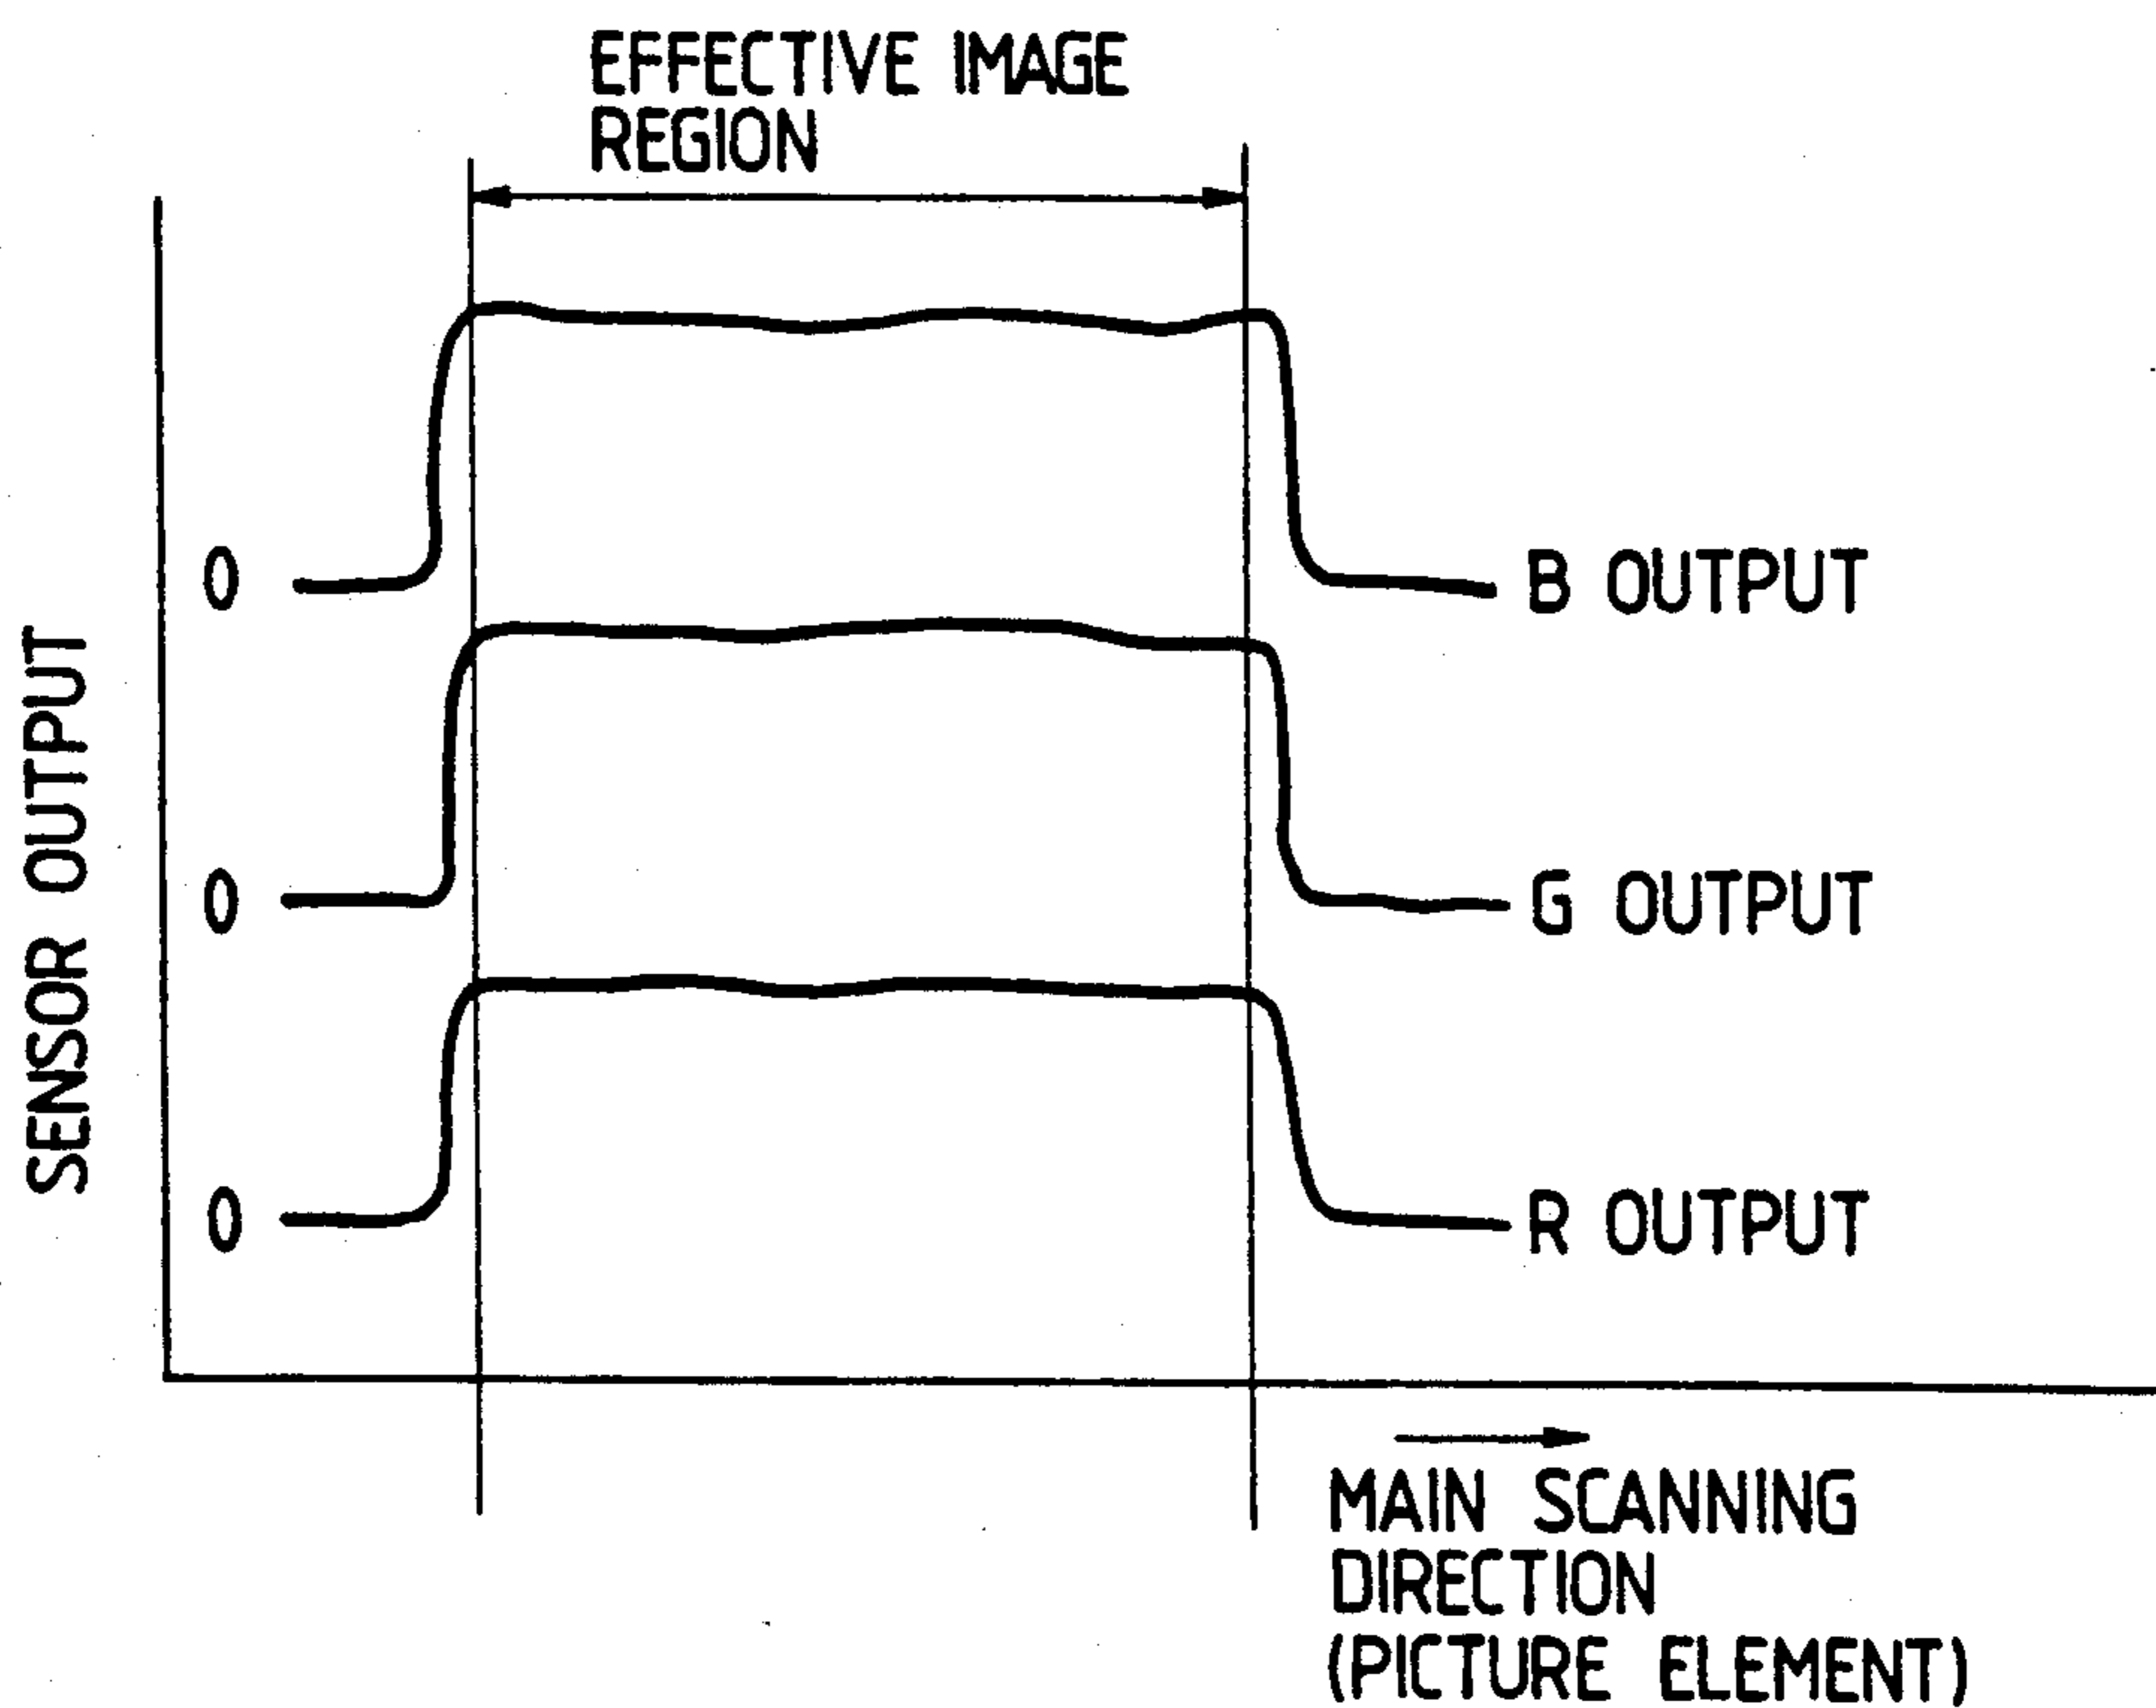 EFFECTIVE IMAGE
REGION
SENSOR OUTPUT
0
B OUTPUT
0
G OUTPUT
0
R OUTPUT
MAIN SCANNING
DIRECTION
(PICTURE ELEMENT)